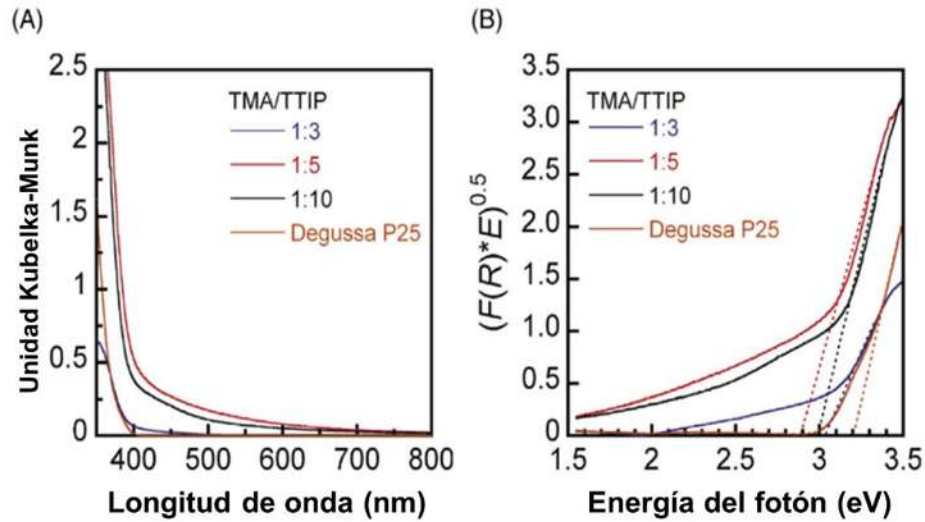 (A)
Unidad Kubelka-Munk
2.5
2
1.5
1
0.5
0
TMA/TTIP
1:3
1:5
1:10
Degussa P25
400 500 600 700 800
Longitud de onda (nm)
(B)
(F(R)*E)^0.5
3.0
2.5
2.0
1.5
1.0
0.5
0
TMA/TTIP
1:3
1:5
1:10
Degussa P25
1.5 2 2.5 3 3.5
Energía del fotón (eV)